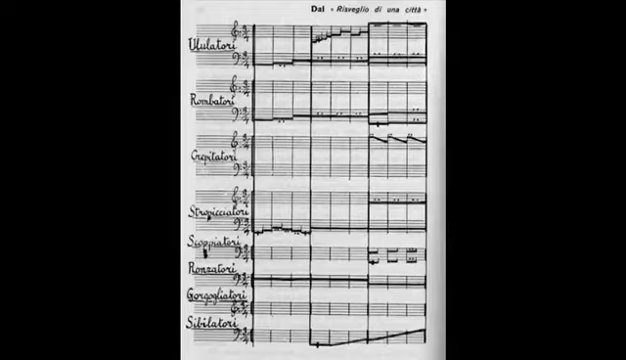 Dal « Risveglio di una città »
Ululatori
Rombatori
Crepitatori
Stropicciatori
Scoppiatori
Ronzatori
Gorgogliatori
Sibilatori